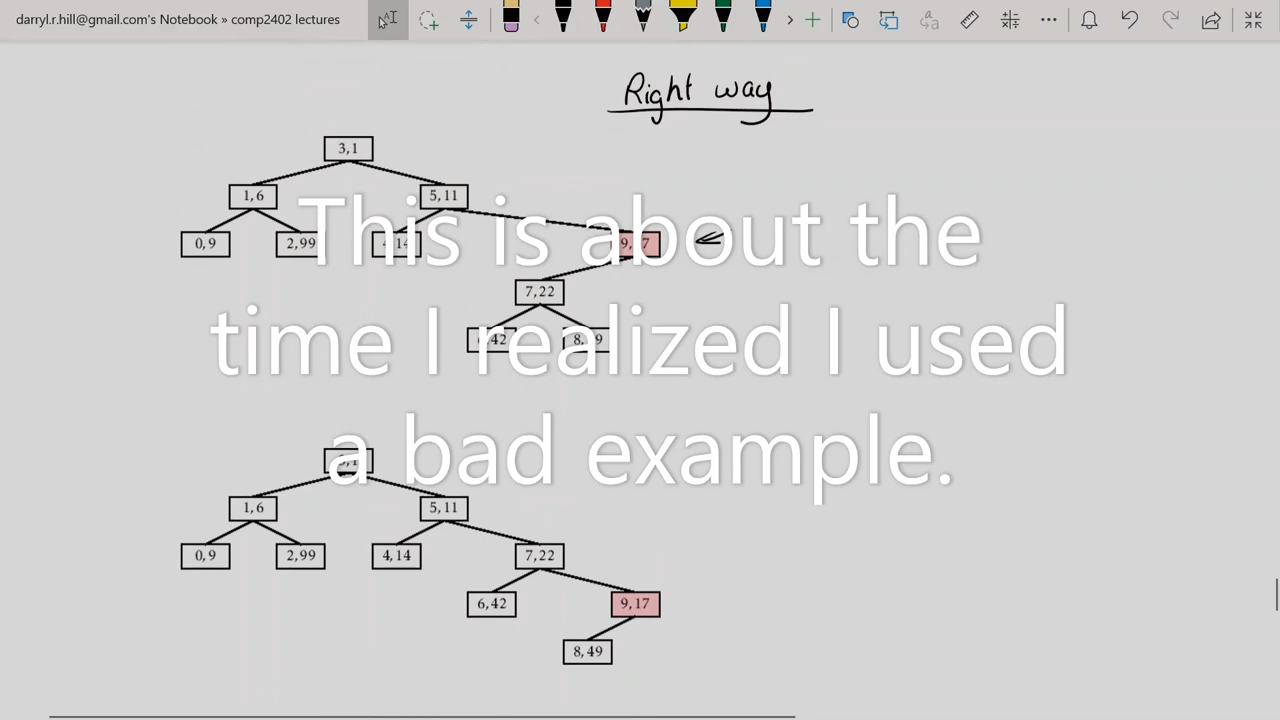 darryl.r.hill@gmail.com's Notebook » comp2402 lectures
Right way
3,1
1,6 5,11
0,9 2,99
7,22
This is about the
time I realized I used
a bad example.
1,6 5,11
0,9 2,99 4,14 7,22
6,42 9,17
8,49